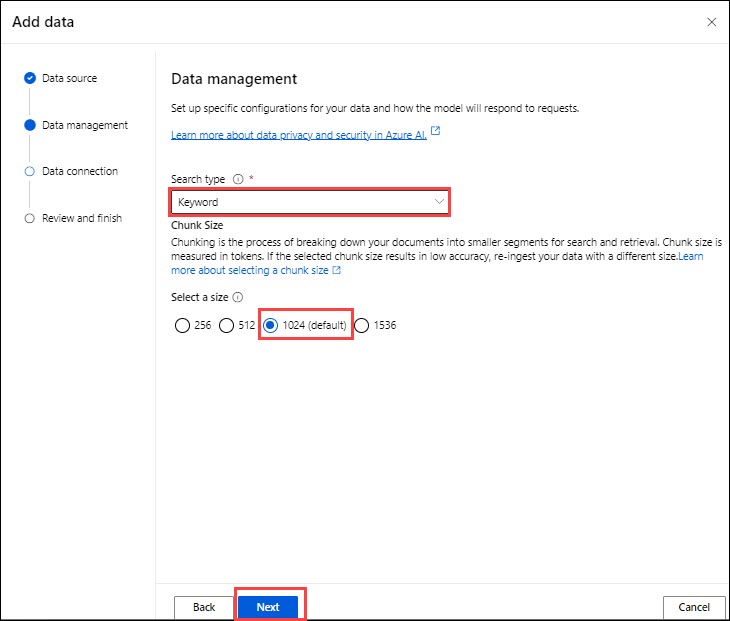 Add data
Data source
Data management
Data connection
Review and finish
Data management
Set up specific configurations for your data and how the model will respond to requests.
Learn more about data privacy and security in Azure AI.
Search type *
Keyword
Chunk Size
Chunking is the process of breaking down your documents into smaller segments for search and retrieval. Chunk size is
measured in tokens. If the selected chunk size results in low accuracy, re-ingest your data with a different size.Learn
more about selecting a chunk size
Select a size
256 512 1024 (default) 1536
Back Next Cancel